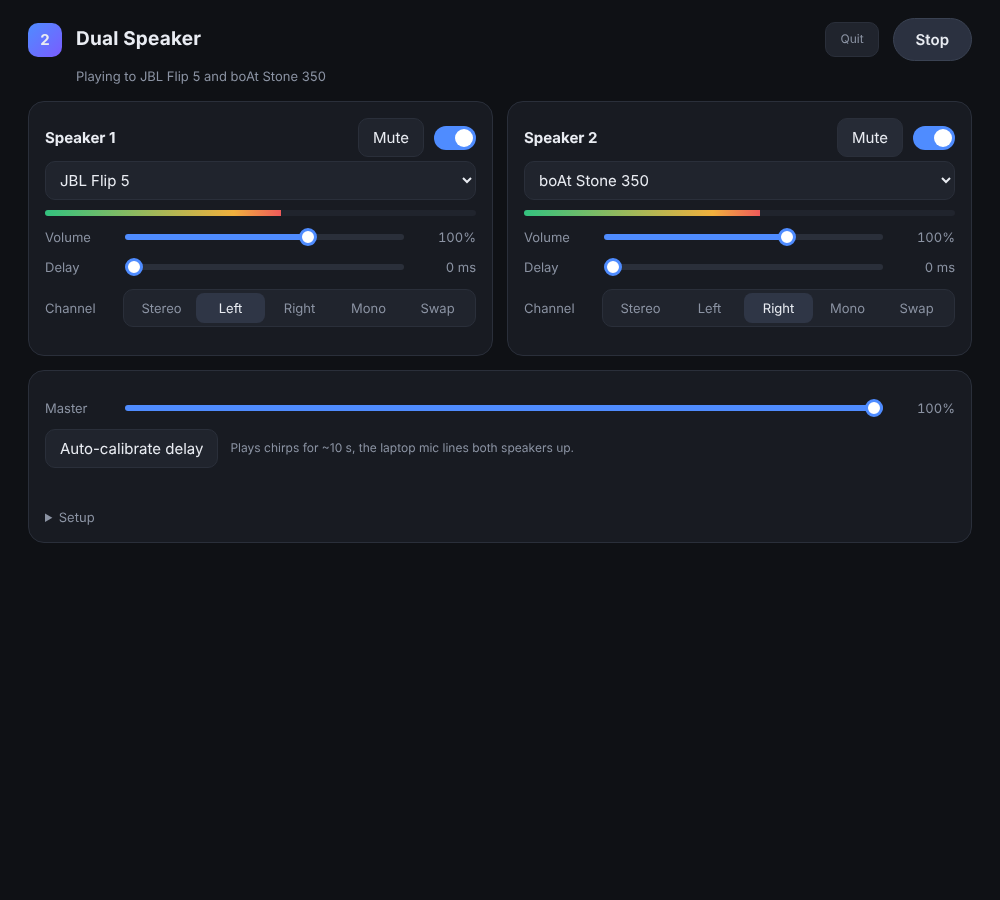 2 Dual Speaker Quit Stop
Playing to JBL Flip 5 and boAt Stone 350
Speaker 1 Mute
JBL Flip 5
Volume 100%
Delay 0 ms
Channel Stereo Left Right Mono Swap
Speaker 2 Mute
boAt Stone 350
Volume 100%
Delay 0 ms
Channel Stereo Left Right Mono Swap
Master 100%
Auto-calibrate delay Plays chirps for ~10 s, the laptop mic lines both speakers up.
Setup